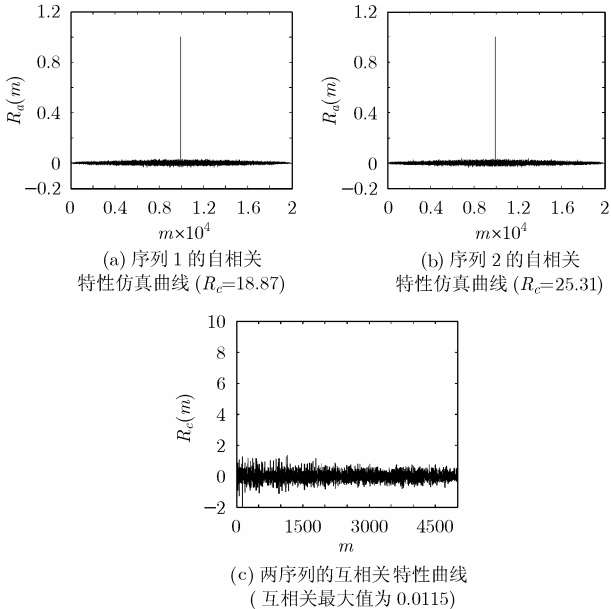 1.2
0.8
0.4
0
−0.2
R_a(m)
0 0.4 0.8 1.2 1.6 2
m×10^4
(a) 序列 1 的自相关
特性仿真曲线 (R_c=18.87)
1.2
0.8
0.4
0
−0.2
R_a(m)
0 0.4 0.8 1.2 1.6 2
m×10^4
(b) 序列 2 的自相关
特性仿真曲线 (R_c=25.31)
10
8
6
4
2
0
−2
R_c(m)
0 1500 3000 4500
m
(c) 两序列的互相关特性曲线
( 互相关最大值为 0.0115)